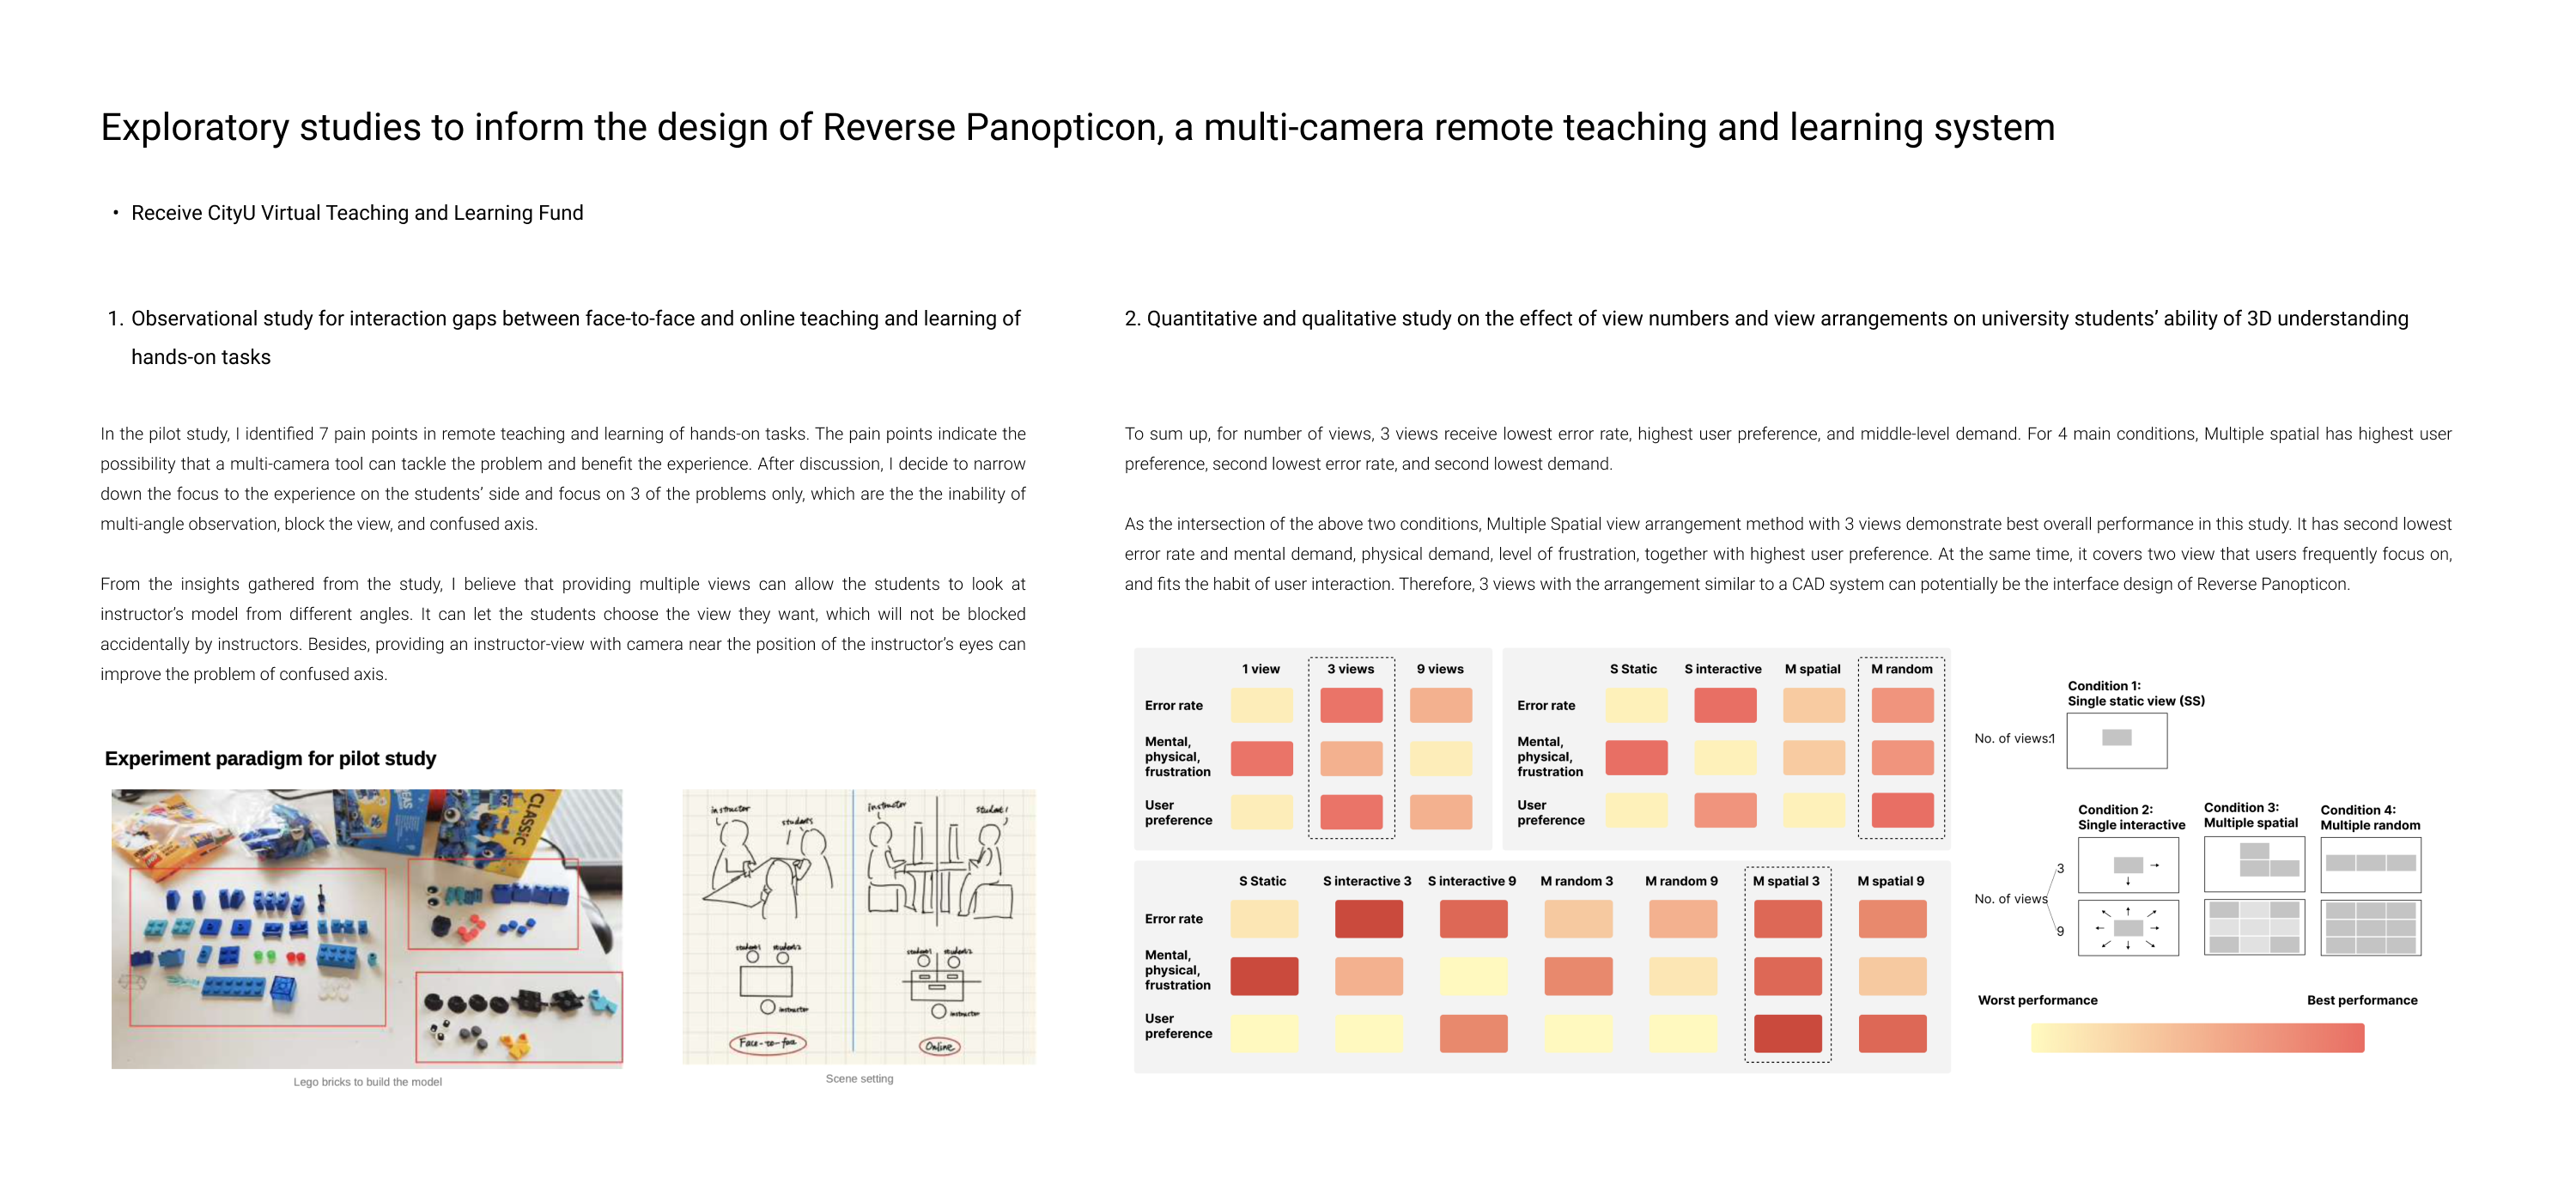 Exploratory studies to inform the design of Reverse Panopticon, a multi-camera remote teaching and learning system
• Receive CityU Virtual Teaching and Learning Fund
1. Observational study for interaction gaps between face-to-face and online teaching and learning of
hands-on tasks
In the pilot study, I identified 7 pain points in remote teaching and learning of hands-on tasks. The pain points indicate the
possibility that a multi-camera tool can tackle the problem and benefit the experience. After discussion, I decide to narrow
down the focus to the experience on the students’ side and focus on 3 of the problems only, which are the the inability of
multi-angle observation, block the view, and confused axis.
From the insights gathered from the study, I believe that providing multiple views can allow the students to look at
instructor’s model from different angles. It can let the students choose the view they want, which will not be blocked
accidentally by instructors. Besides, providing an instructor-view with camera near the position of the instructor’s eyes can
improve the problem of confused axis.
Experiment paradigm for pilot study
CLASSIC
Lego bricks to build the model
instructor
students
instructor
student
student1 student2
instructor
Face-to-face
student1 student2
instructor
Online
Scene setting
2. Quantitative and qualitative study on the effect of view numbers and view arrangements on university students’ ability of 3D understanding
To sum up, for number of views, 3 views receive lowest error rate, highest user preference, and middle-level demand. For 4 main conditions, Multiple spatial has highest user
preference, second lowest error rate, and second lowest demand.
As the intersection of the above two conditions, Multiple Spatial view arrangement method with 3 views demonstrate best overall performance in this study. It has second lowest
error rate and mental demand, physical demand, level of frustration, together with highest user preference. At the same time, it covers two view that users frequently focus on,
and fits the habit of user interaction. Therefore, 3 views with the arrangement similar to a CAD system can potentially be the interface design of Reverse Panopticon.
1 view 3 views 9 views
Error rate
Mental,
physical,
frustration
User
preference
S Static S interactive M spatial M random
Error rate
Mental,
physical,
frustration
User
preference
S Static S interactive 3 S interactive 9 M random 3 M random 9 M spatial 3 M spatial 9
Error rate
Mental,
physical,
frustration
User
preference
Condition 1:
Single static view (SS)
No. of views:1
Condition 2:
Single interactive
Condition 3:
Multiple spatial
Condition 4:
Multiple random
3
No. of views
9
Worst performance Best performance